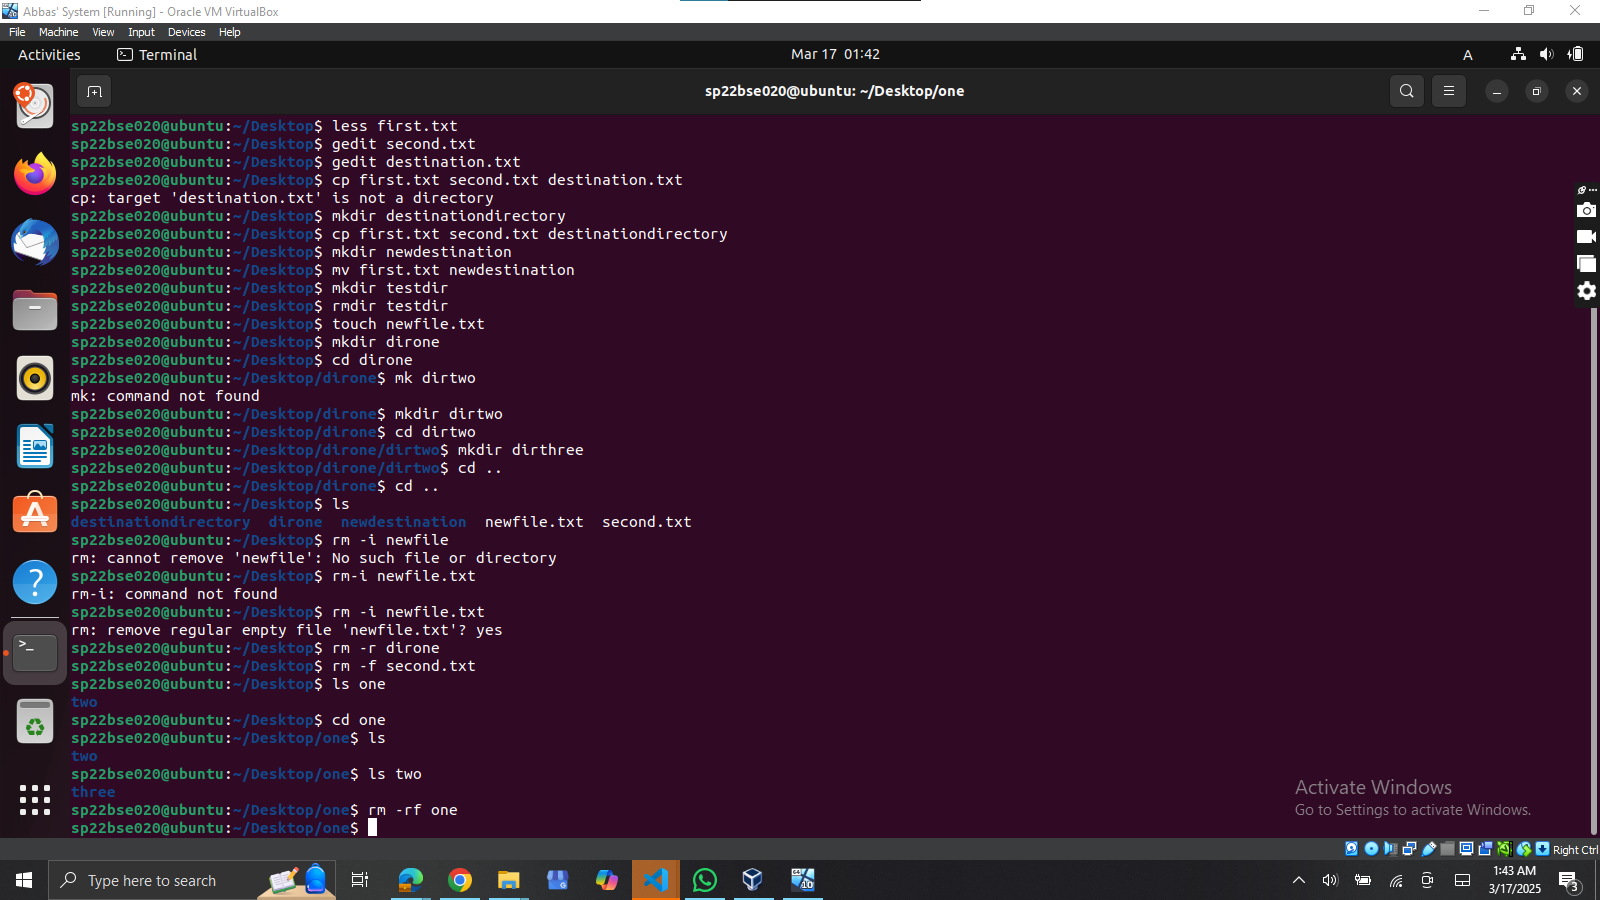 Abbas' System [Running] - Oracle VM VirtualBox
File Machine View Input Devices Help
Activities Terminal Mar 17 01:42 A
sp22bse020@ubuntu: ~/Desktop/one
sp22bse020@ubuntu:~/Desktop$ less first.txt
sp22bse020@ubuntu:~/Desktop$ gedit second.txt
sp22bse020@ubuntu:~/Desktop$ gedit destination.txt
sp22bse020@ubuntu:~/Desktop$ cp first.txt second.txt destination.txt
cp: target 'destination.txt' is not a directory
sp22bse020@ubuntu:~/Desktop$ mkdir destinationdirectory
sp22bse020@ubuntu:~/Desktop$ cp first.txt second.txt destinationdirectory
sp22bse020@ubuntu:~/Desktop$ mkdir newdestination
sp22bse020@ubuntu:~/Desktop$ mv first.txt newdestination
sp22bse020@ubuntu:~/Desktop$ mkdir testdir
sp22bse020@ubuntu:~/Desktop$ rmdir testdir
sp22bse020@ubuntu:~/Desktop$ touch newfile.txt
sp22bse020@ubuntu:~/Desktop$ mkdir dirone
sp22bse020@ubuntu:~/Desktop$ cd dirone
sp22bse020@ubuntu:~/Desktop/dirone$ mk dirtwo
mk: command not found
sp22bse020@ubuntu:~/Desktop/dirone$ mkdir dirtwo
sp22bse020@ubuntu:~/Desktop/dirone$ cd dirtwo
sp22bse020@ubuntu:~/Desktop/dirone/dirtwo$ mkdir dirthree
sp22bse020@ubuntu:~/Desktop/dirone/dirtwo$ cd ..
sp22bse020@ubuntu:~/Desktop/dirone$ cd ..
sp22bse020@ubuntu:~/Desktop$ ls
destinationdirectory dirone newdestination newfile.txt second.txt
sp22bse020@ubuntu:~/Desktop$ rm -i newfile
rm: cannot remove 'newfile': No such file or directory
sp22bse020@ubuntu:~/Desktop$ rm-i newfile.txt
rm-i: command not found
sp22bse020@ubuntu:~/Desktop$ rm -i newfile.txt
rm: remove regular empty file 'newfile.txt'? yes
sp22bse020@ubuntu:~/Desktop$ rm -r dirone
sp22bse020@ubuntu:~/Desktop$ rm -f second.txt
sp22bse020@ubuntu:~/Desktop$ ls one
two
sp22bse020@ubuntu:~/Desktop$ cd one
sp22bse020@ubuntu:~/Desktop/one$ ls
two
sp22bse020@ubuntu:~/Desktop/one$ ls two
three
sp22bse020@ubuntu:~/Desktop/one$ rm -rf one
sp22bse020@ubuntu:~/Desktop/one$
Activate Windows
Go to Settings to activate Windows.
Right Ctrl
Type here to search
1:43 AM
3/17/2025
3